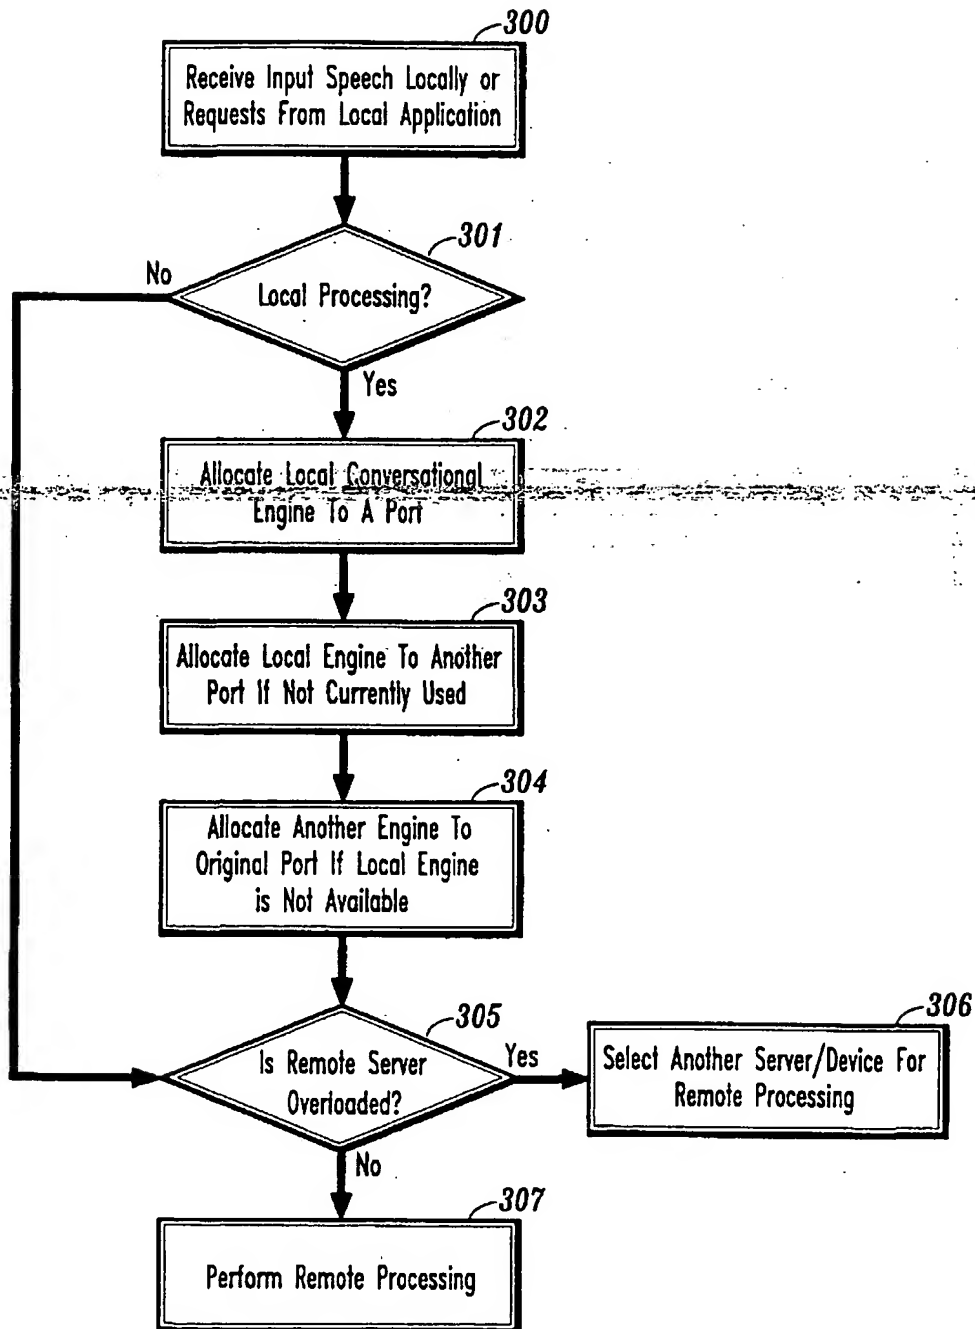 300
Receive Input Speech Locally or
Requests From Local Application
301
No
Local Processing?
Yes
302
Allocate Local Conversational
Engine To A Port
303
Allocate Local Engine To Another
Port If Not Currently Used
304
Allocate Another Engine To
Original Port If Local Engine
is Not Available
305
Is Remote Server
Overloaded?
Yes
306
Select Another Server/Device For
Remote Processing
No
307
Perform Remote Processing